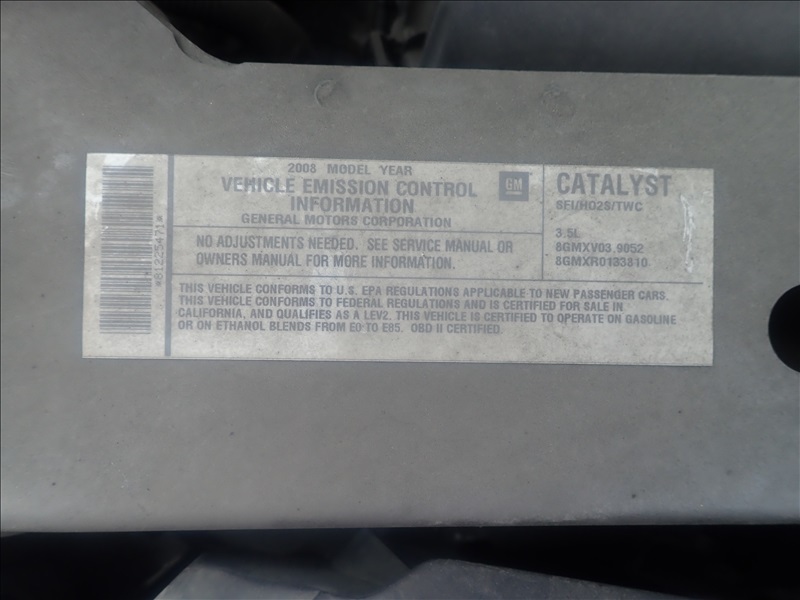 *81225471*
2008 MODEL YEAR
VEHICLE EMISSION CONTROL
INFORMATION
GENERAL MOTORS CORPORATION
GM
NO ADJUSTMENTS NEEDED. SEE SERVICE MANUAL OR
OWNERS MANUAL FOR MORE INFORMATION.
CATALYST
SFI/HO2S/TWC
3.5L
8GMXV03.9052
8GMXR0133810
THIS VEHICLE CONFORMS TO U.S. EPA REGULATIONS APPLICABLE TO NEW PASSENGER CARS.
THIS VEHICLE CONFORMS TO FEDERAL REGULATIONS AND IS CERTIFIED FOR SALE IN
CALIFORNIA, AND QUALIFIES AS A LEV2. THIS VEHICLE IS CERTIFIED TO OPERATE ON GASOLINE
OR ON ETHANOL BLENDS FROM E0 TO E85. OBD II CERTIFIED.